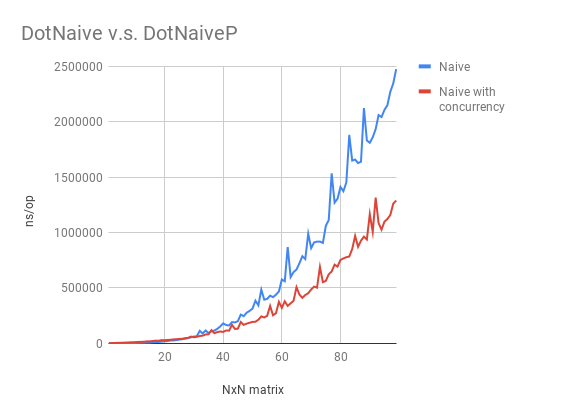 DotNaive v.s. DotNaiveP
2500000
2000000
1500000
1000000
500000
0
ns/op
20
40
60
80
NxN matrix
Naive
Naive with
concurrency